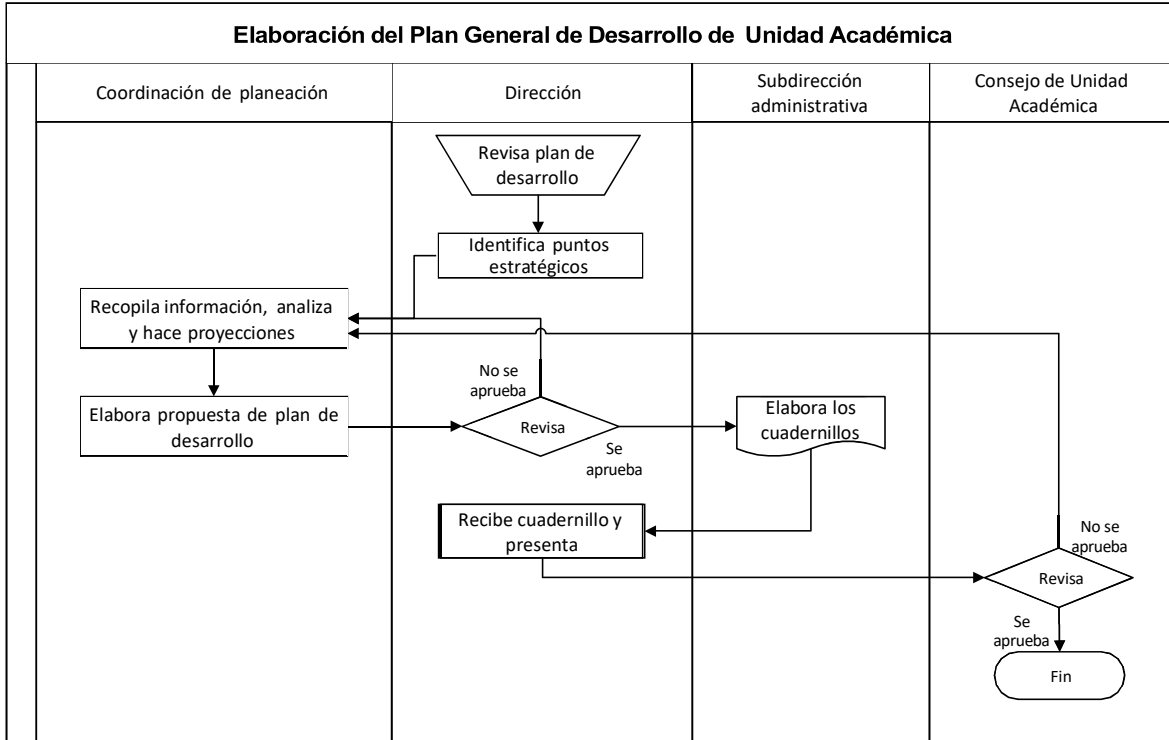 Elaboración del Plan General de Desarrollo de Unidad Académica
Coordinación de planeación
Dirección
Subdirección
administrativa
Consejo de Unidad
Académica
Revisa plan de
desarrollo
Identifica puntos
estratégicos
Recopila información, analiza
y hace proyecciones
Elabora propuesta de plan de
desarrollo
No se
aprueba
Revisa
Se
aprueba
Elabora los
cuadernillos
Recibe cuadernillo y
presenta
No se
aprueba
Revisa
Se
aprueba
Fin